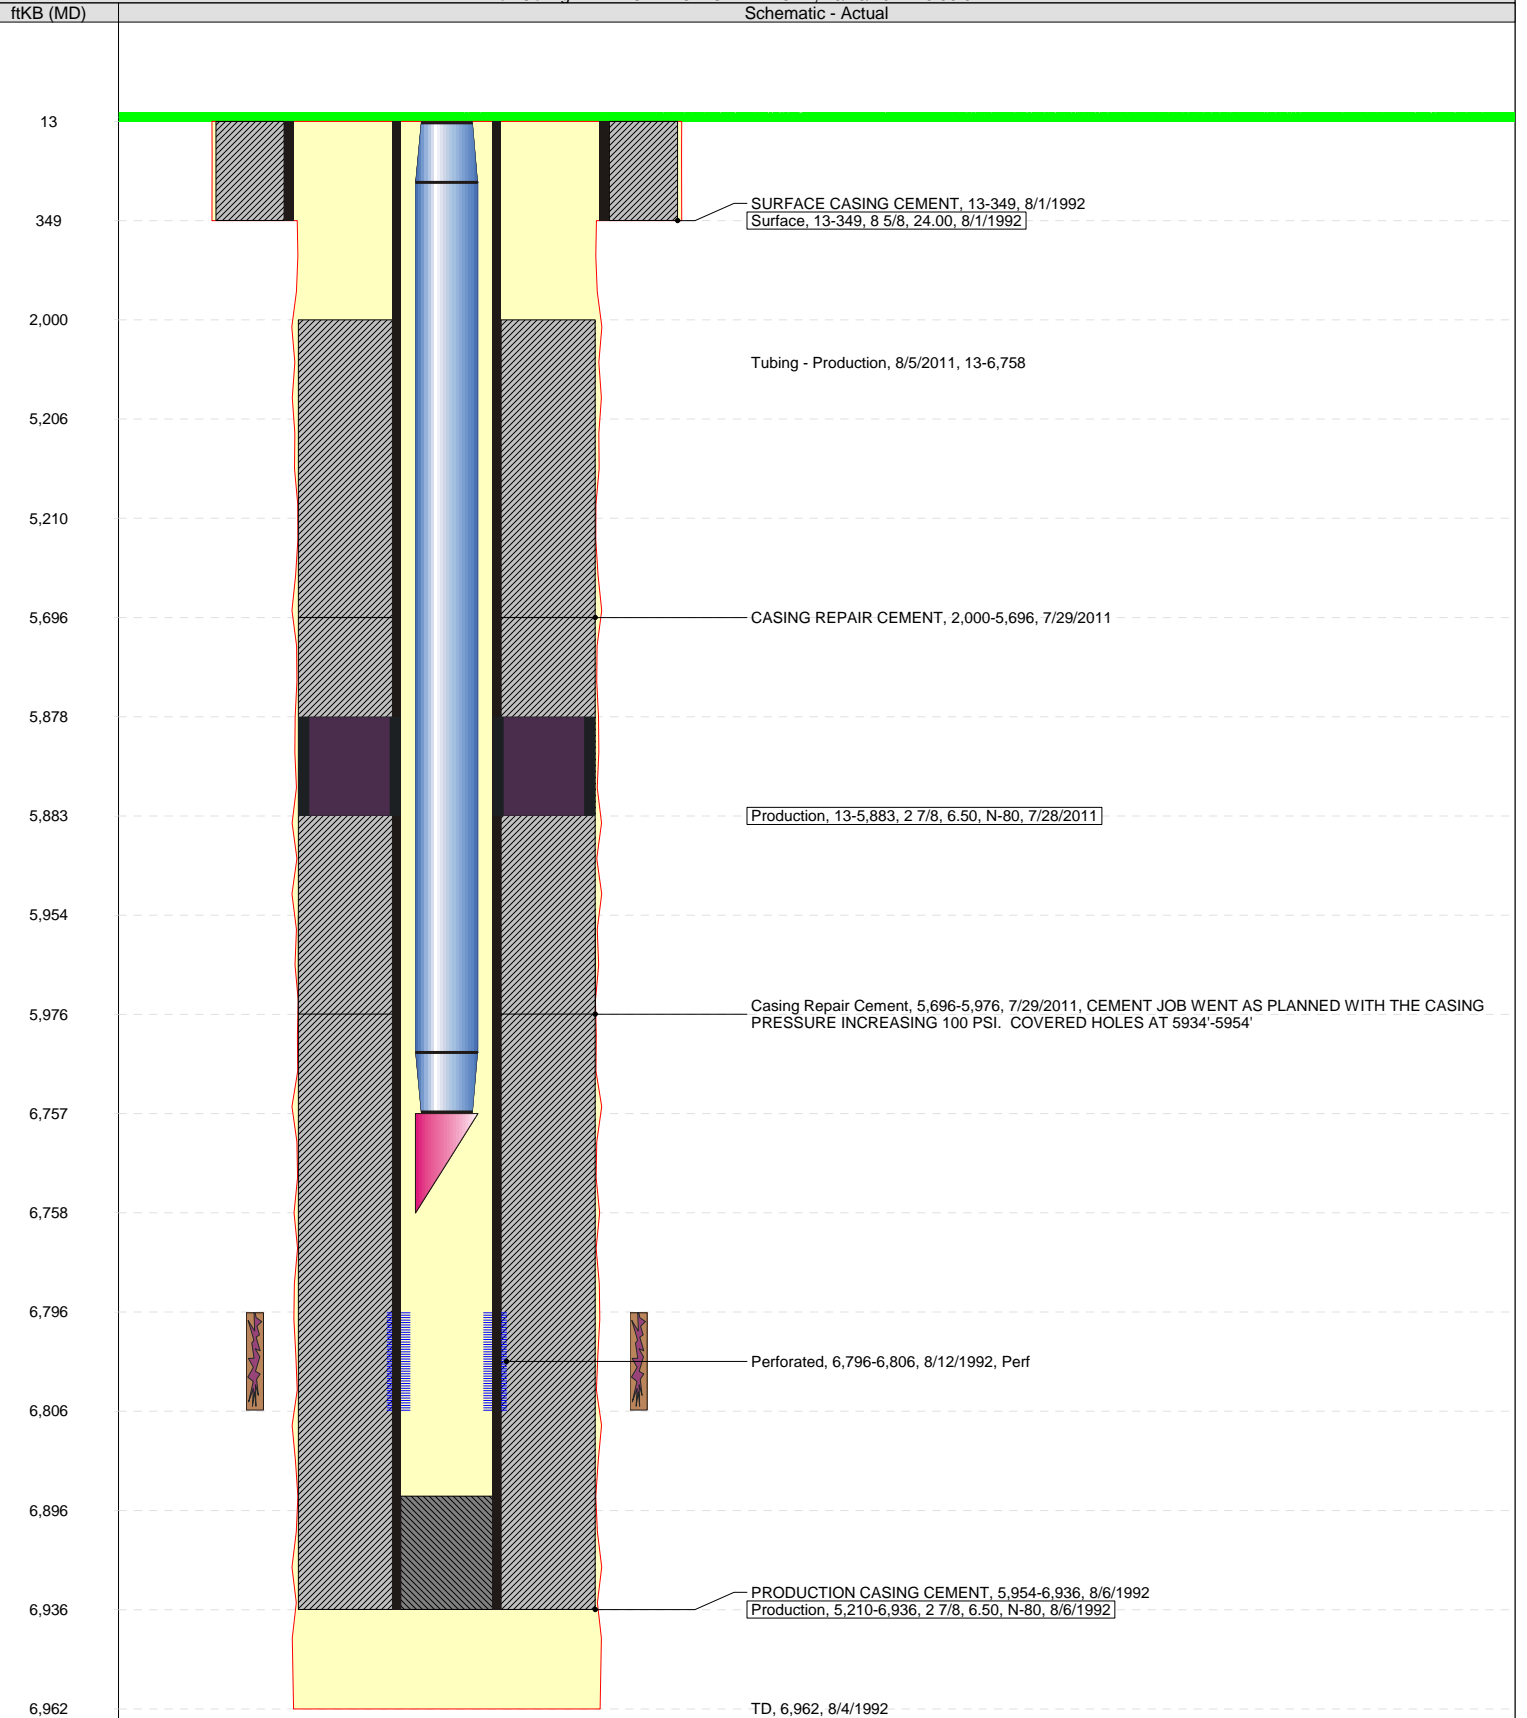 ftKB (MD)
Schematic - Actual
13
SURFACE CASING CEMENT, 13-349, 8/1/1992
349
Surface, 13-349, 8 5/8, 24.00, 8/1/1992
2,000
Tubing - Production, 8/5/2011, 13-6,758
5,206
5,210
5,696
CASING REPAIR CEMENT, 2,000-5,696, 7/29/2011
5,878
5,883
Production, 13-5,883, 2 7/8, 6.50, N-80, 7/28/2011
5,954
Casing Repair Cement, 5,696-5,976, 7/29/2011, CEMENT JOB WENT AS PLANNED WITH THE CASING
5,976
PRESSURE INCREASING 100 PSI.  COVERED HOLES AT 5934'-5954'
6,757
6,758
6,796
Perforated, 6,796-6,806, 8/12/1992, Perf
6,806
6,896
PRODUCTION CASING CEMENT, 5,954-6,936, 8/6/1992
6,936
Production, 5,210-6,936, 2 7/8, 6.50, N-80, 8/6/1992
6,962
TD, 6,962, 8/4/1992